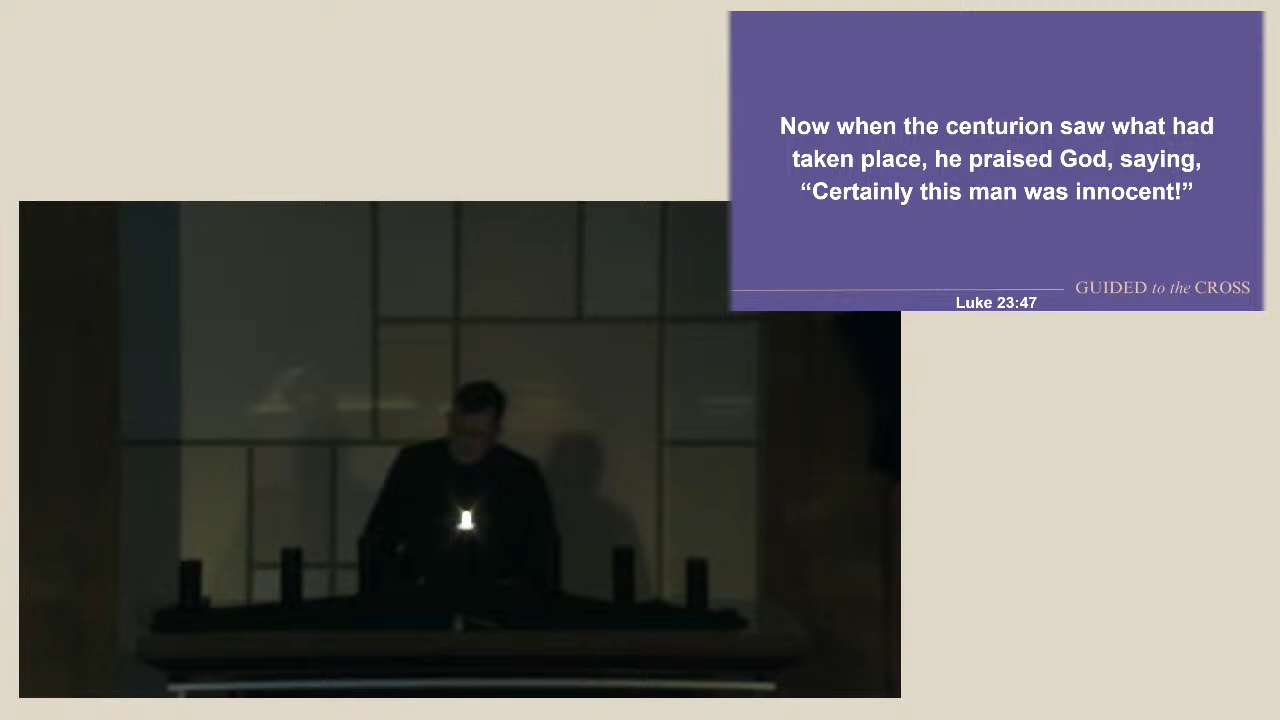 Now when the centurion saw what had
taken place, he praised God, saying,
“Certainly this man was innocent!”
GUIDED to the CROSS
Luke 23:47